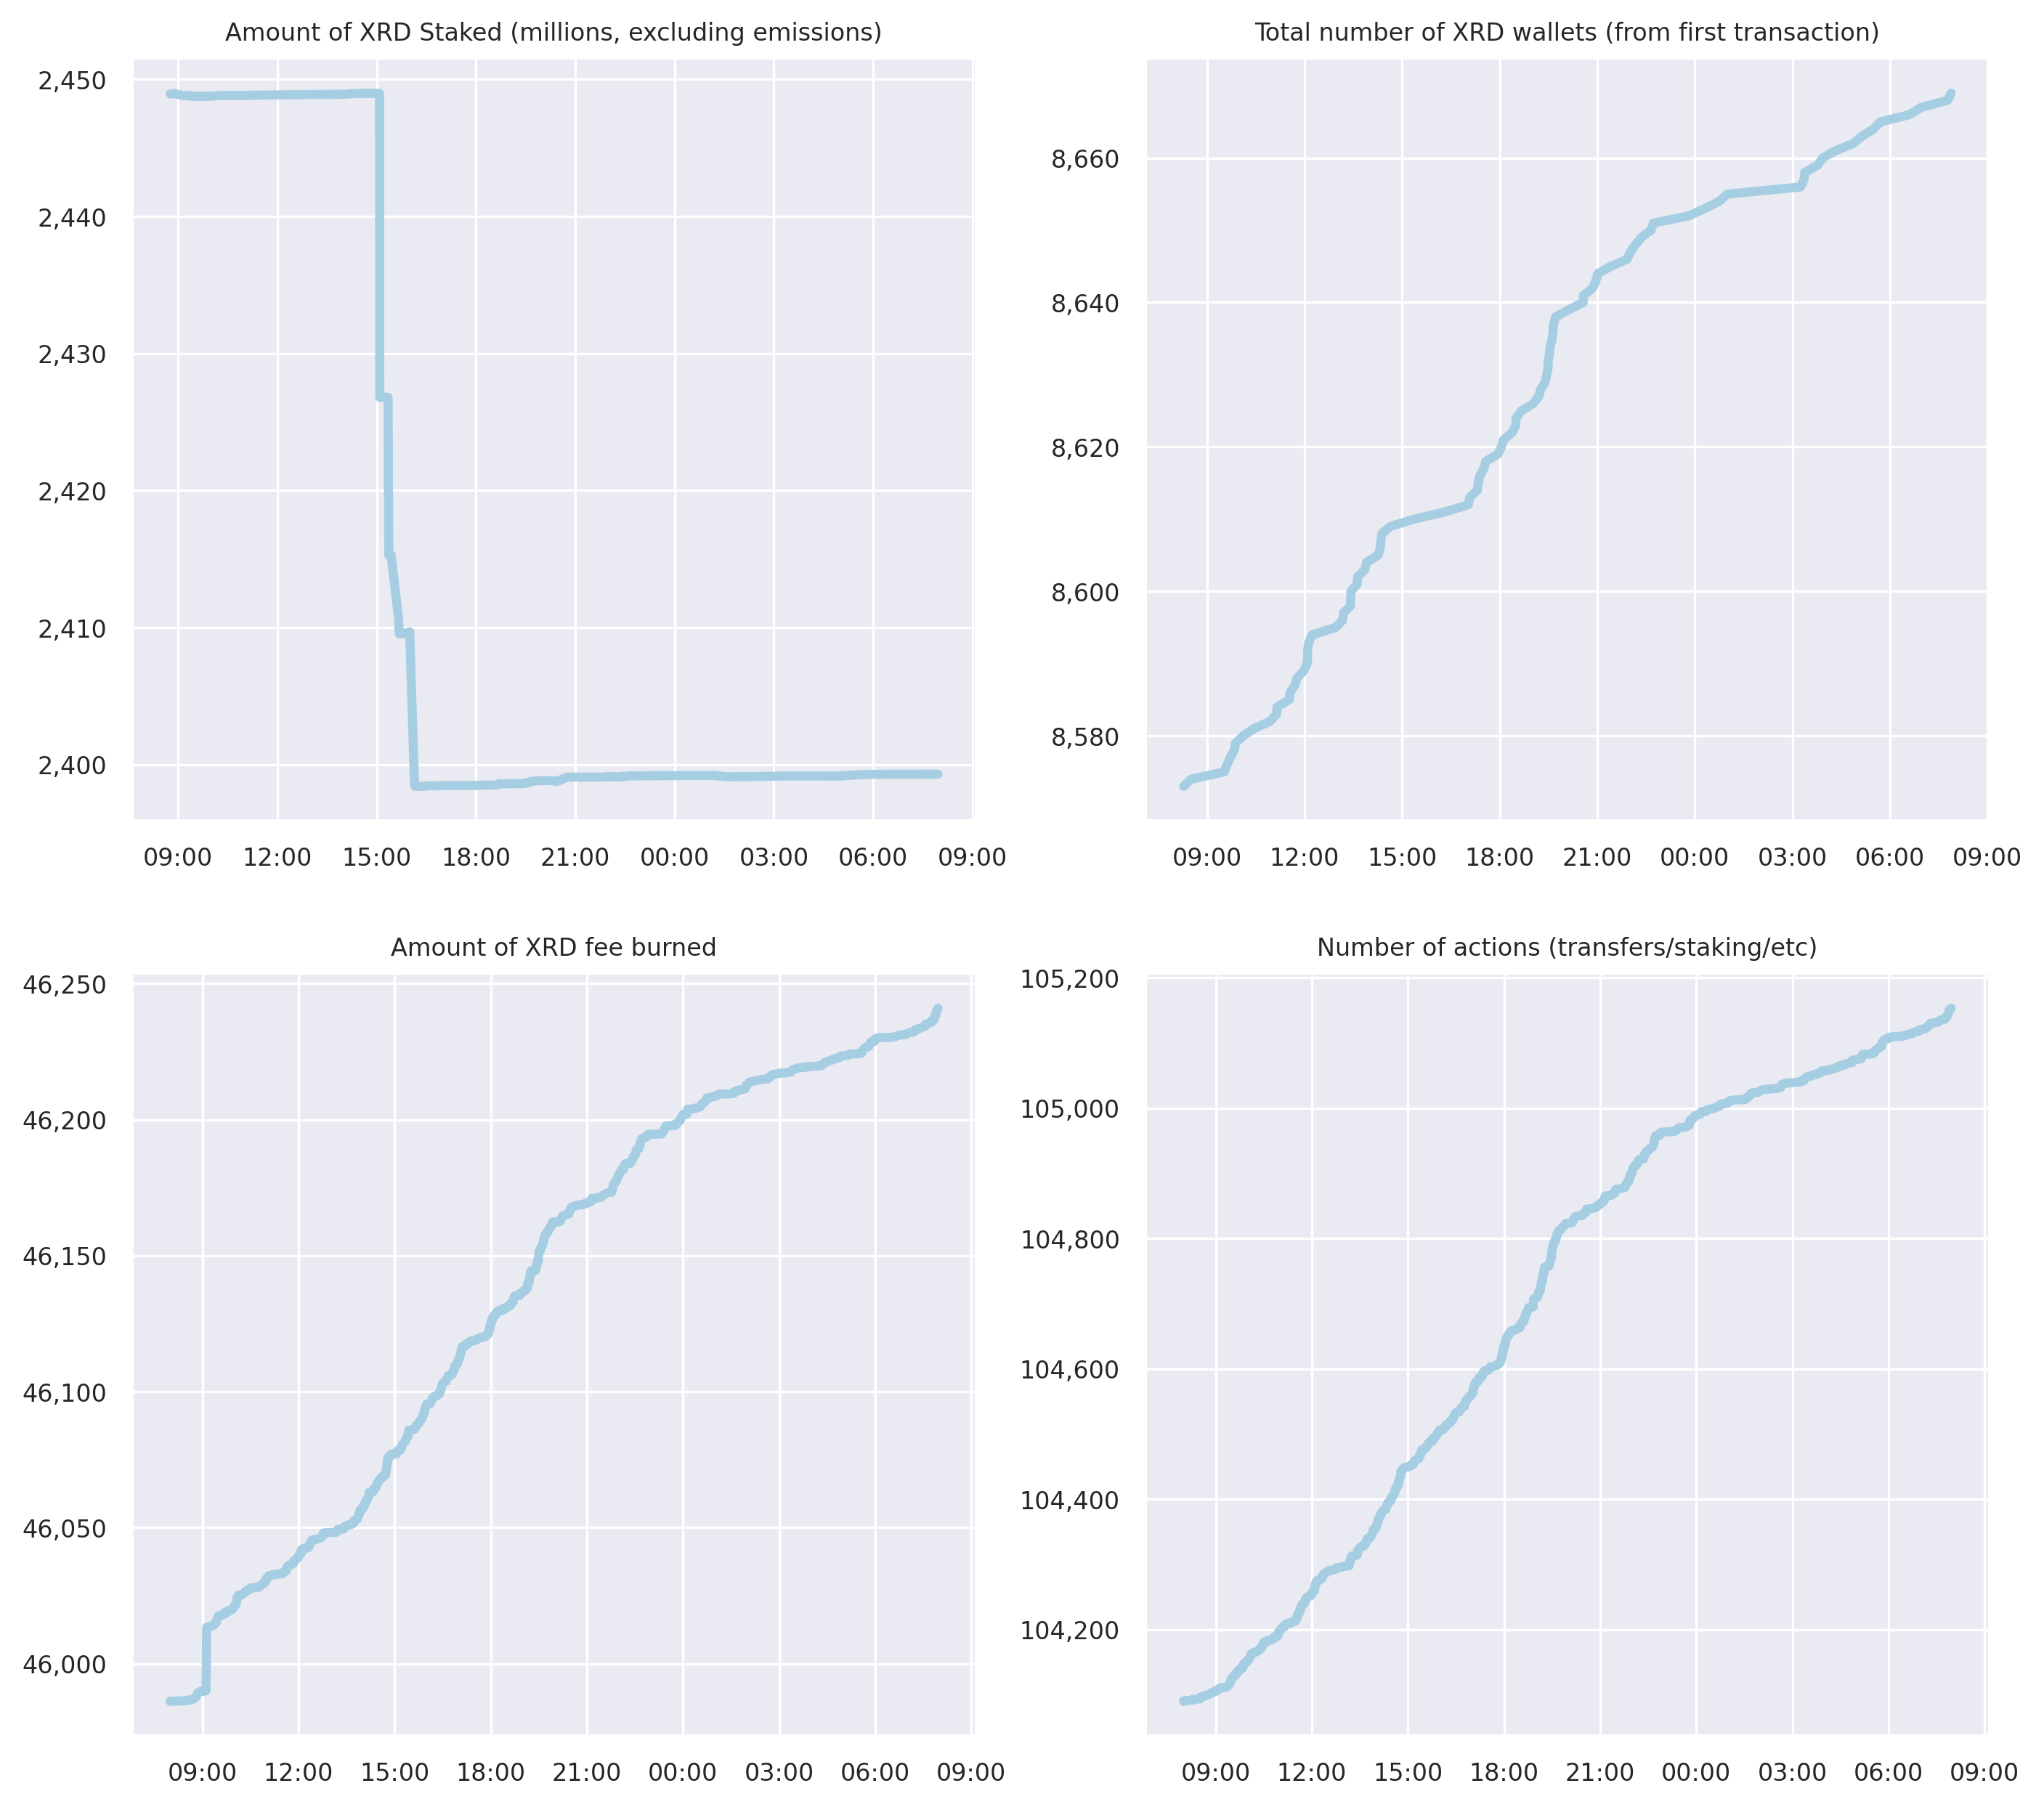 Amount of XRD Staked (millions, excluding emissions)
2,450
2,440
2,430
2,420
2,410
2,400
09:00 12:00 15:00 18:00 21:00 00:00 03:00 06:00 09:00
Total number of XRD wallets (from first transaction)
8,660
8,640
8,620
8,600
8,580
09:00 12:00 15:00 18:00 21:00 00:00 03:00 06:00 09:00
Amount of XRD fee burned
46,250
46,200
46,150
46,100
46,050
46,000
09:00 12:00 15:00 18:00 21:00 00:00 03:00 06:00 09:00
Number of actions (transfers/staking/etc)
105,200
105,000
104,800
104,600
104,400
104,200
09:00 12:00 15:00 18:00 21:00 00:00 03:00 06:00 09:00